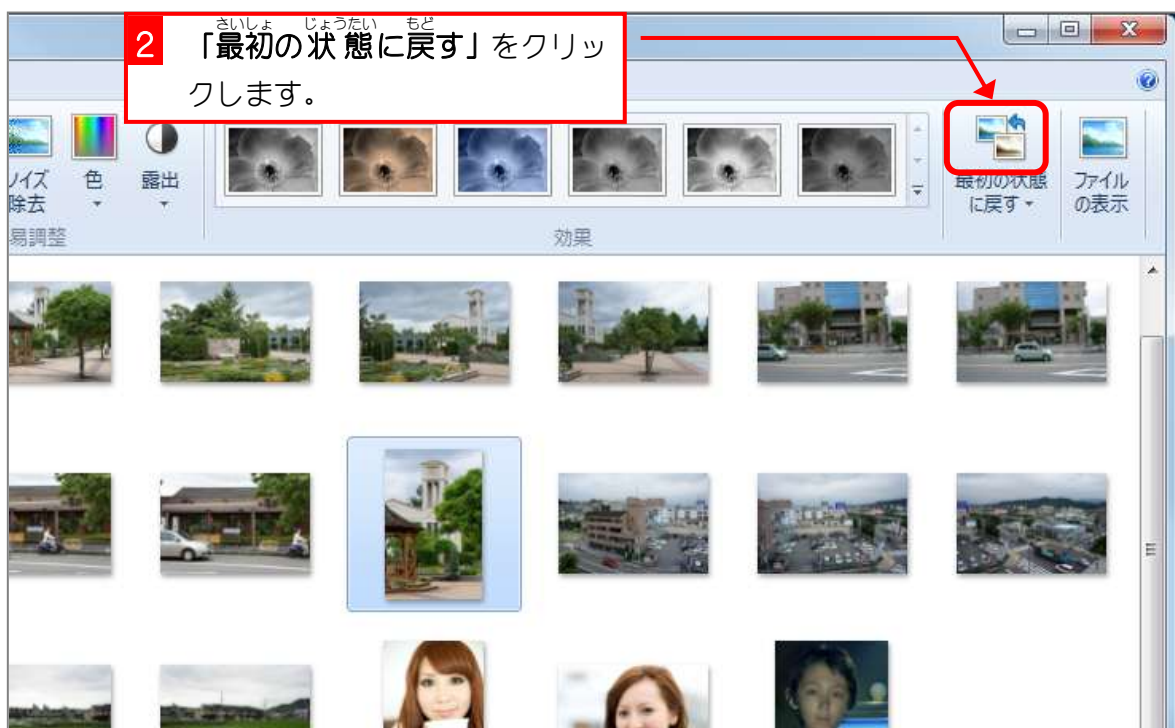 さいしょ じょうたい もど
2 「最初の状態に戻す」をクリッ
クします。
ノイズ
除去
色
露出
最初の状態
に戻す
ファイル
の表示
易調整
効果